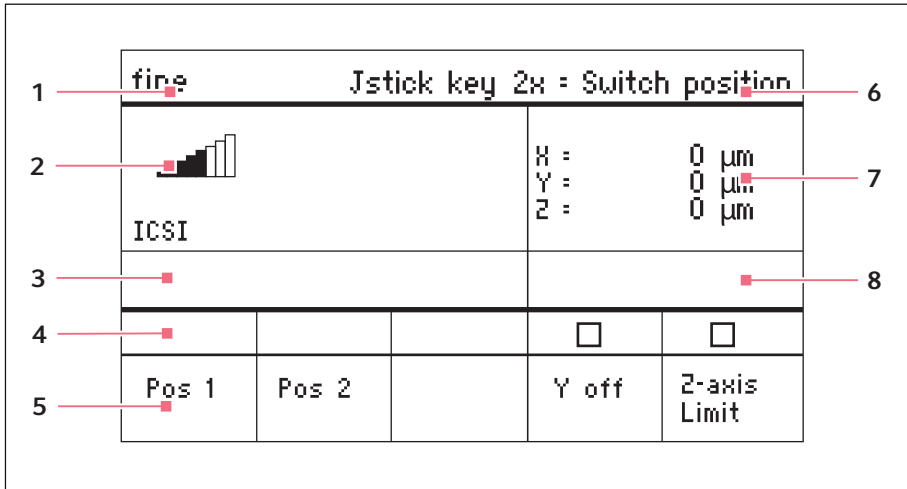 fine Jstick key 2x = Switch position
1 6
2 X = 0 µm 7
Y = 0 µm
Z = 0 µm
ICSI
3 8
4
5 Pos 1 Pos 2 Y off Z-axis
Limit